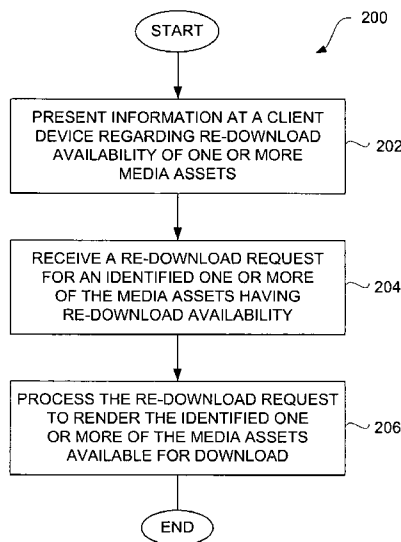 START
200
PRESENT INFORMATION AT A CLIENT
DEVICE REGARDING RE-DOWNLOAD
AVAILABILITY OF ONE OR MORE
MEDIA ASSETS
202
RECEIVE A RE-DOWNLOAD REQUEST
FOR AN IDENTIFIED ONE OR MORE
OF THE MEDIA ASSETS HAVING
RE-DOWNLOAD AVAILABILITY
204
PROCESS THE RE-DOWNLOAD REQUEST
TO RENDER THE IDENTIFIED ONE
OR MORE OF THE MEDIA ASSETS
AVAILABLE FOR DOWNLOAD
206
END